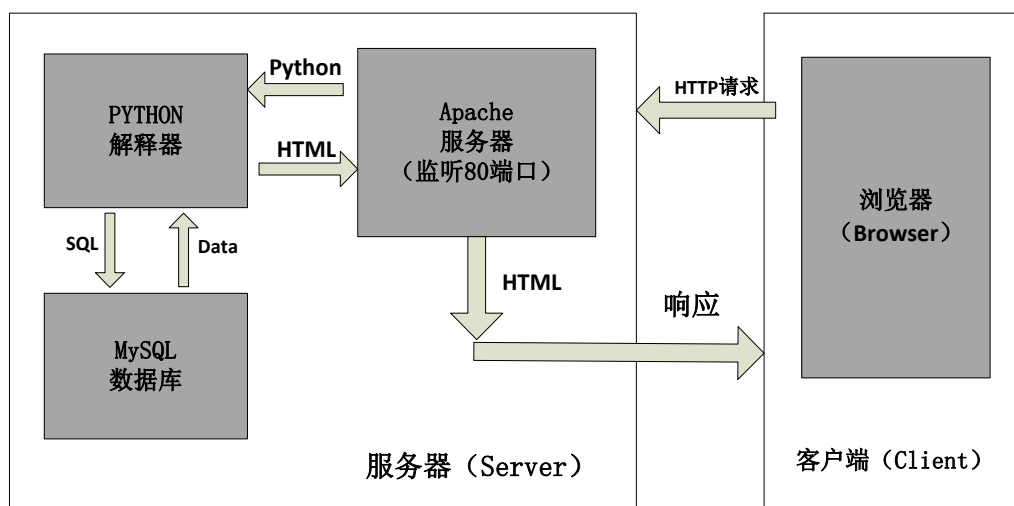 PYTHON
解释器
Python
HTML
Apache
服务器
（监听80端口）
HTTP请求
浏览器
（Browser）
SQL
Data
HTML
响应
MySQL
数据库
服务器（Server）
客户端（Client）